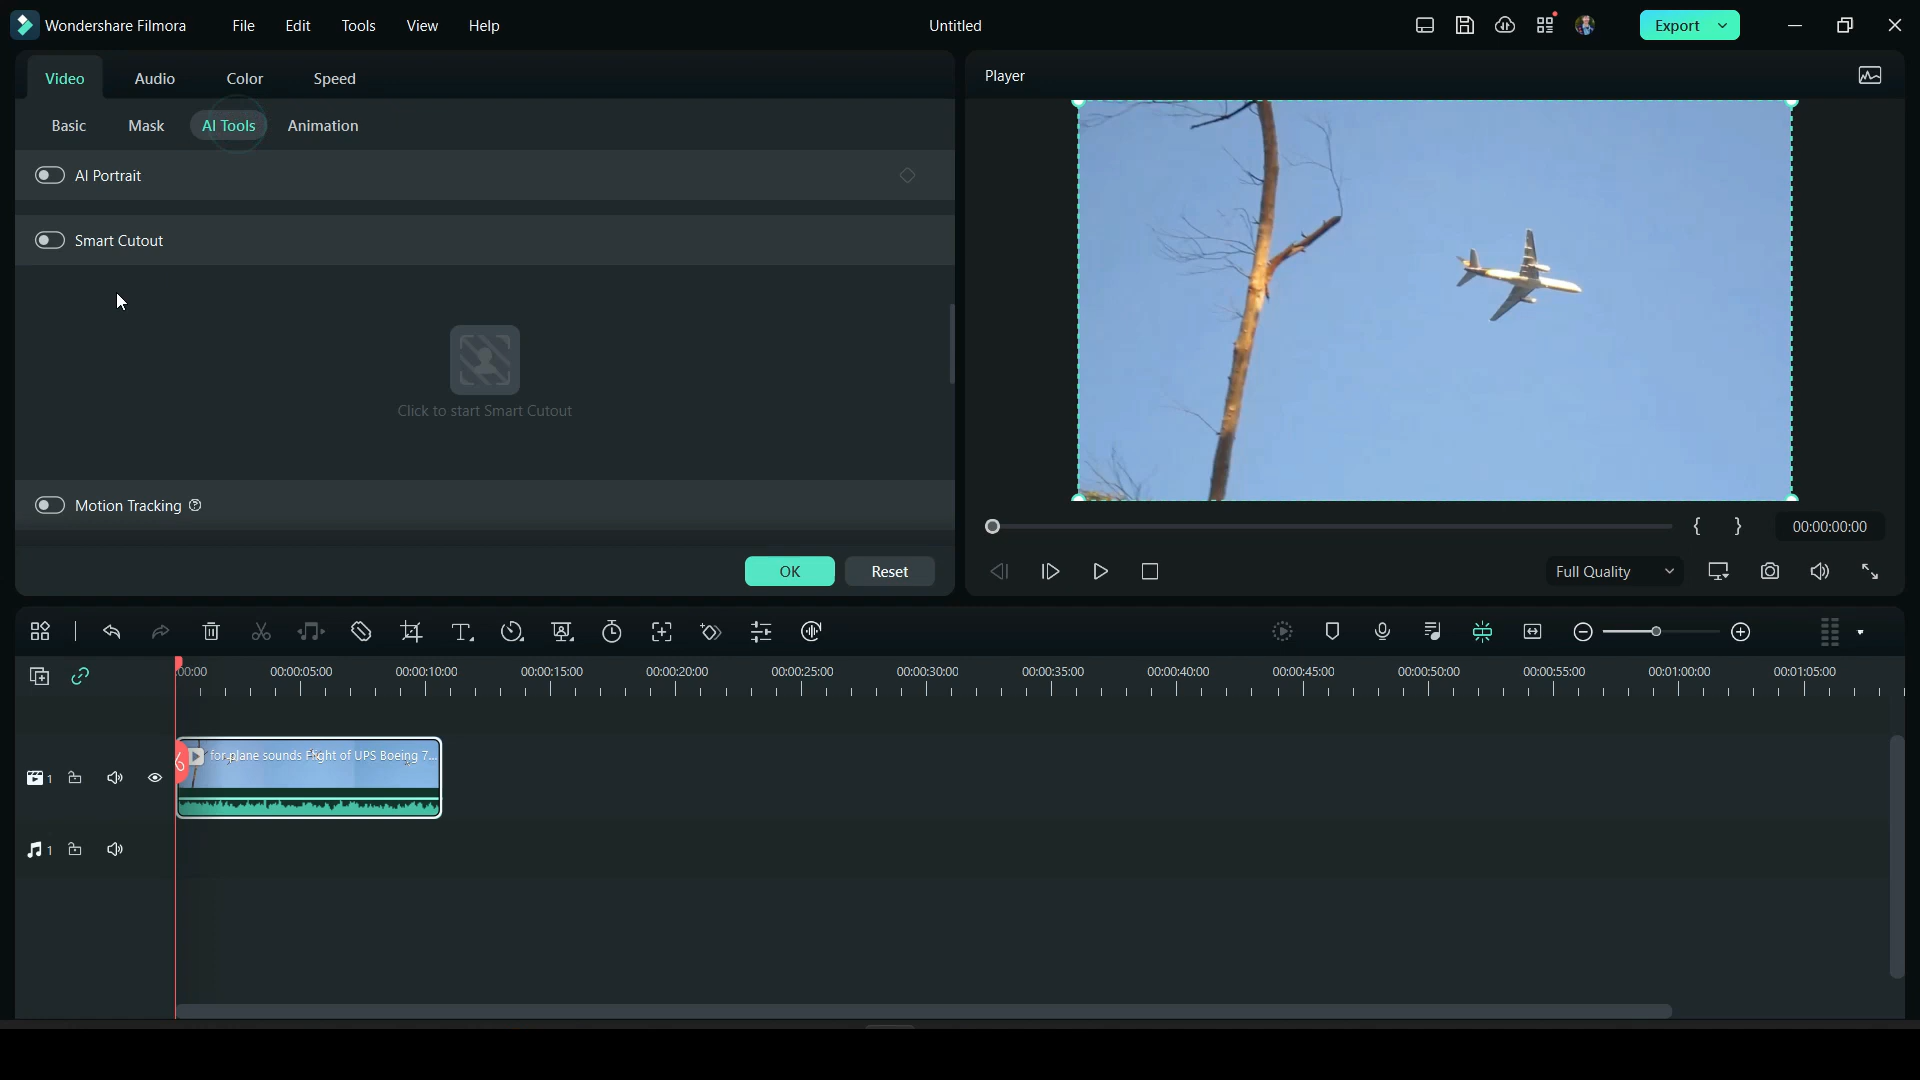 Wondershare Filmora File Edit Tools View Help Untitled Export
Video Audio Color Speed Player
Basic Mask AI Tools Animation
AI Portrait
Smart Cutout
Click to start Smart Cutout
Motion Tracking
00:00:00:00
OK Reset Full Quality
:00:00 00:00:05:00 00:00:10:00 00:00:15:00 00:00:20:00 00:00:25:00 00:00:30:00 00:00:35:00 00:00:40:00 00:00:45:00 00:00:50:00 00:00:55:00 00:01:00:00 00:01:05:00
for plane sounds Flight of UPS Boeing 7...
1
1